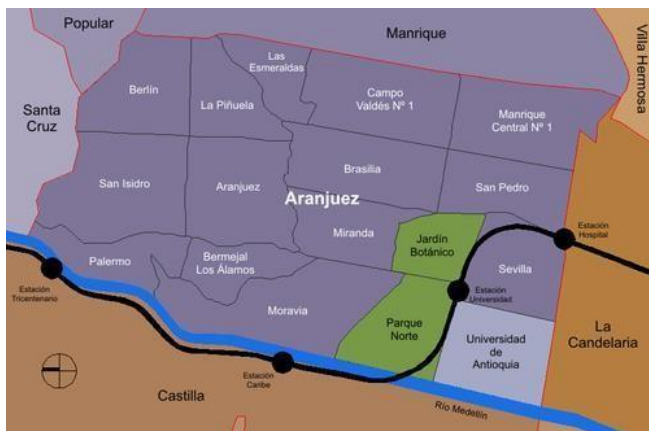 Popular
Manrique
Villa Hermosa
Las
Esmeraldas
Berlín
La Piñuela
Campo
Valdés Nº 1
Manrique
Central Nº 1
Santa
Cruz
Brasilia
San Isidro
Aranjuez
San Pedro
Aranjuez
Miranda
Jardín
Botánico
Estación
Hospital
Palermo
Bermejal
Los Álamos
Sevilla
Estación
Tricentenario
Estación
Universidad
Moravia
Parque
Norte
Universidad
de
Antioquia
La
Candelaria
Estación
Caribe
Castilla
Río Medellín